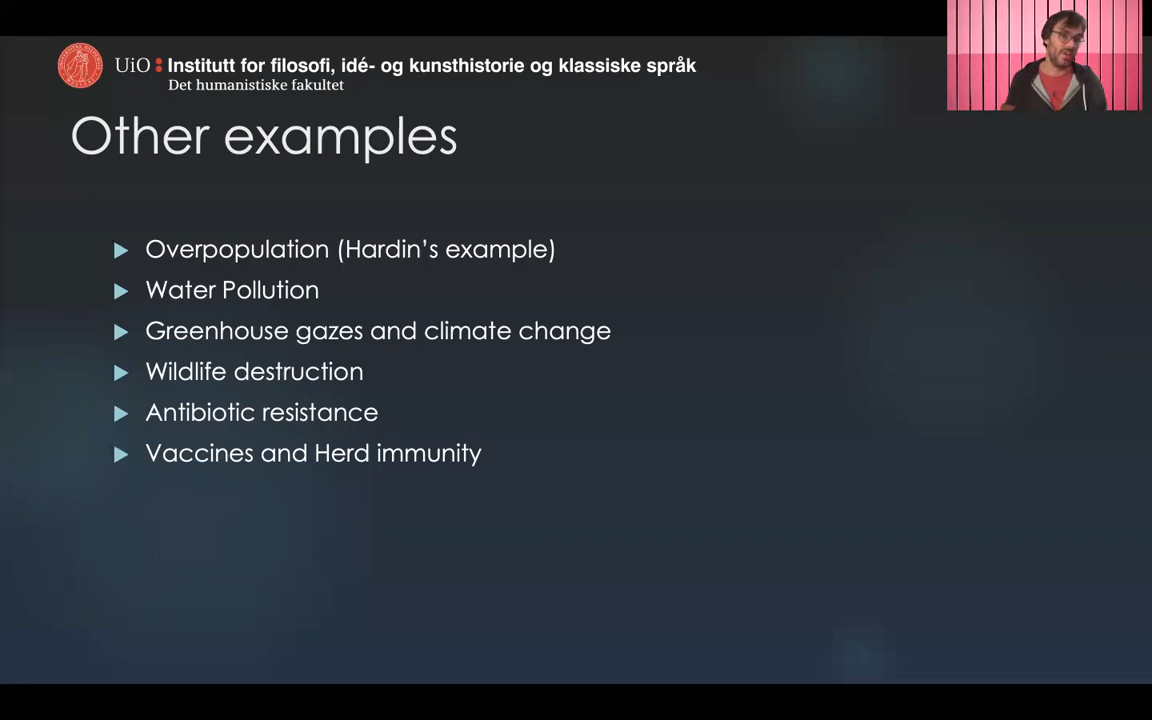 UiO : Institutt for filosofi, idé- og kunsthistorie og klassiske språk
Det humanistiske fakultet
Other examples
Overpopulation (Hardin’s example)
Water Pollution
Greenhouse gazes and climate change
Wildlife destruction
Antibiotic resistance
Vaccines and Herd immunity